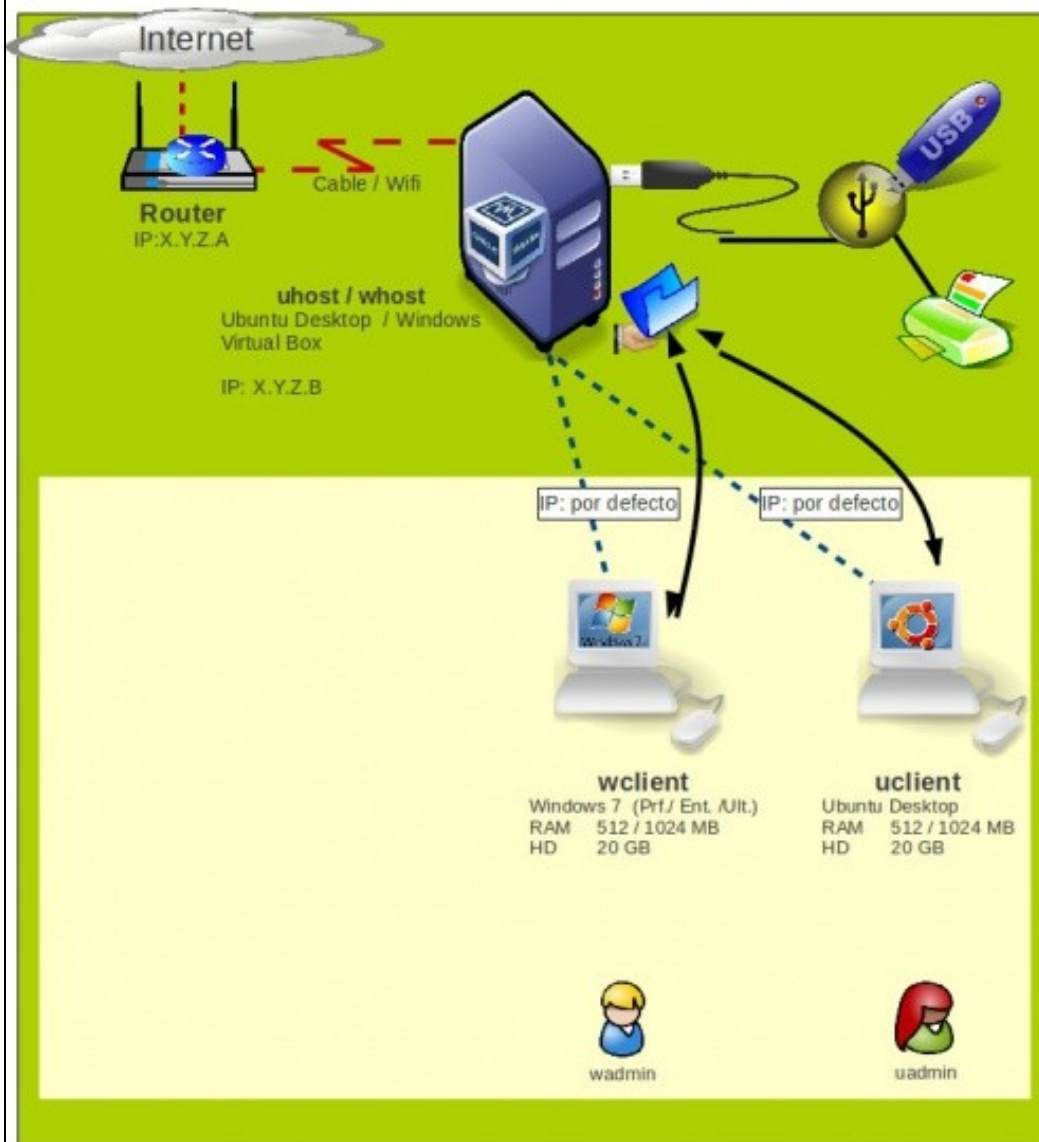 Internet
USB
Cable / Wifi
Router
IP:X.Y.Z.A
uhost / whost
Ubuntu Desktop / Windows
Virtual Box
IP: X.Y.Z.B
IP: por defecto
IP: por defecto
Windows 7
wclient
Windows 7 (Prf./ Ent. /Ult.)
RAM 512 / 1024 MB
HD 20 GB
uclient
Ubuntu Desktop
RAM 512 / 1024 MB
HD 20 GB
wadmin
uadmin